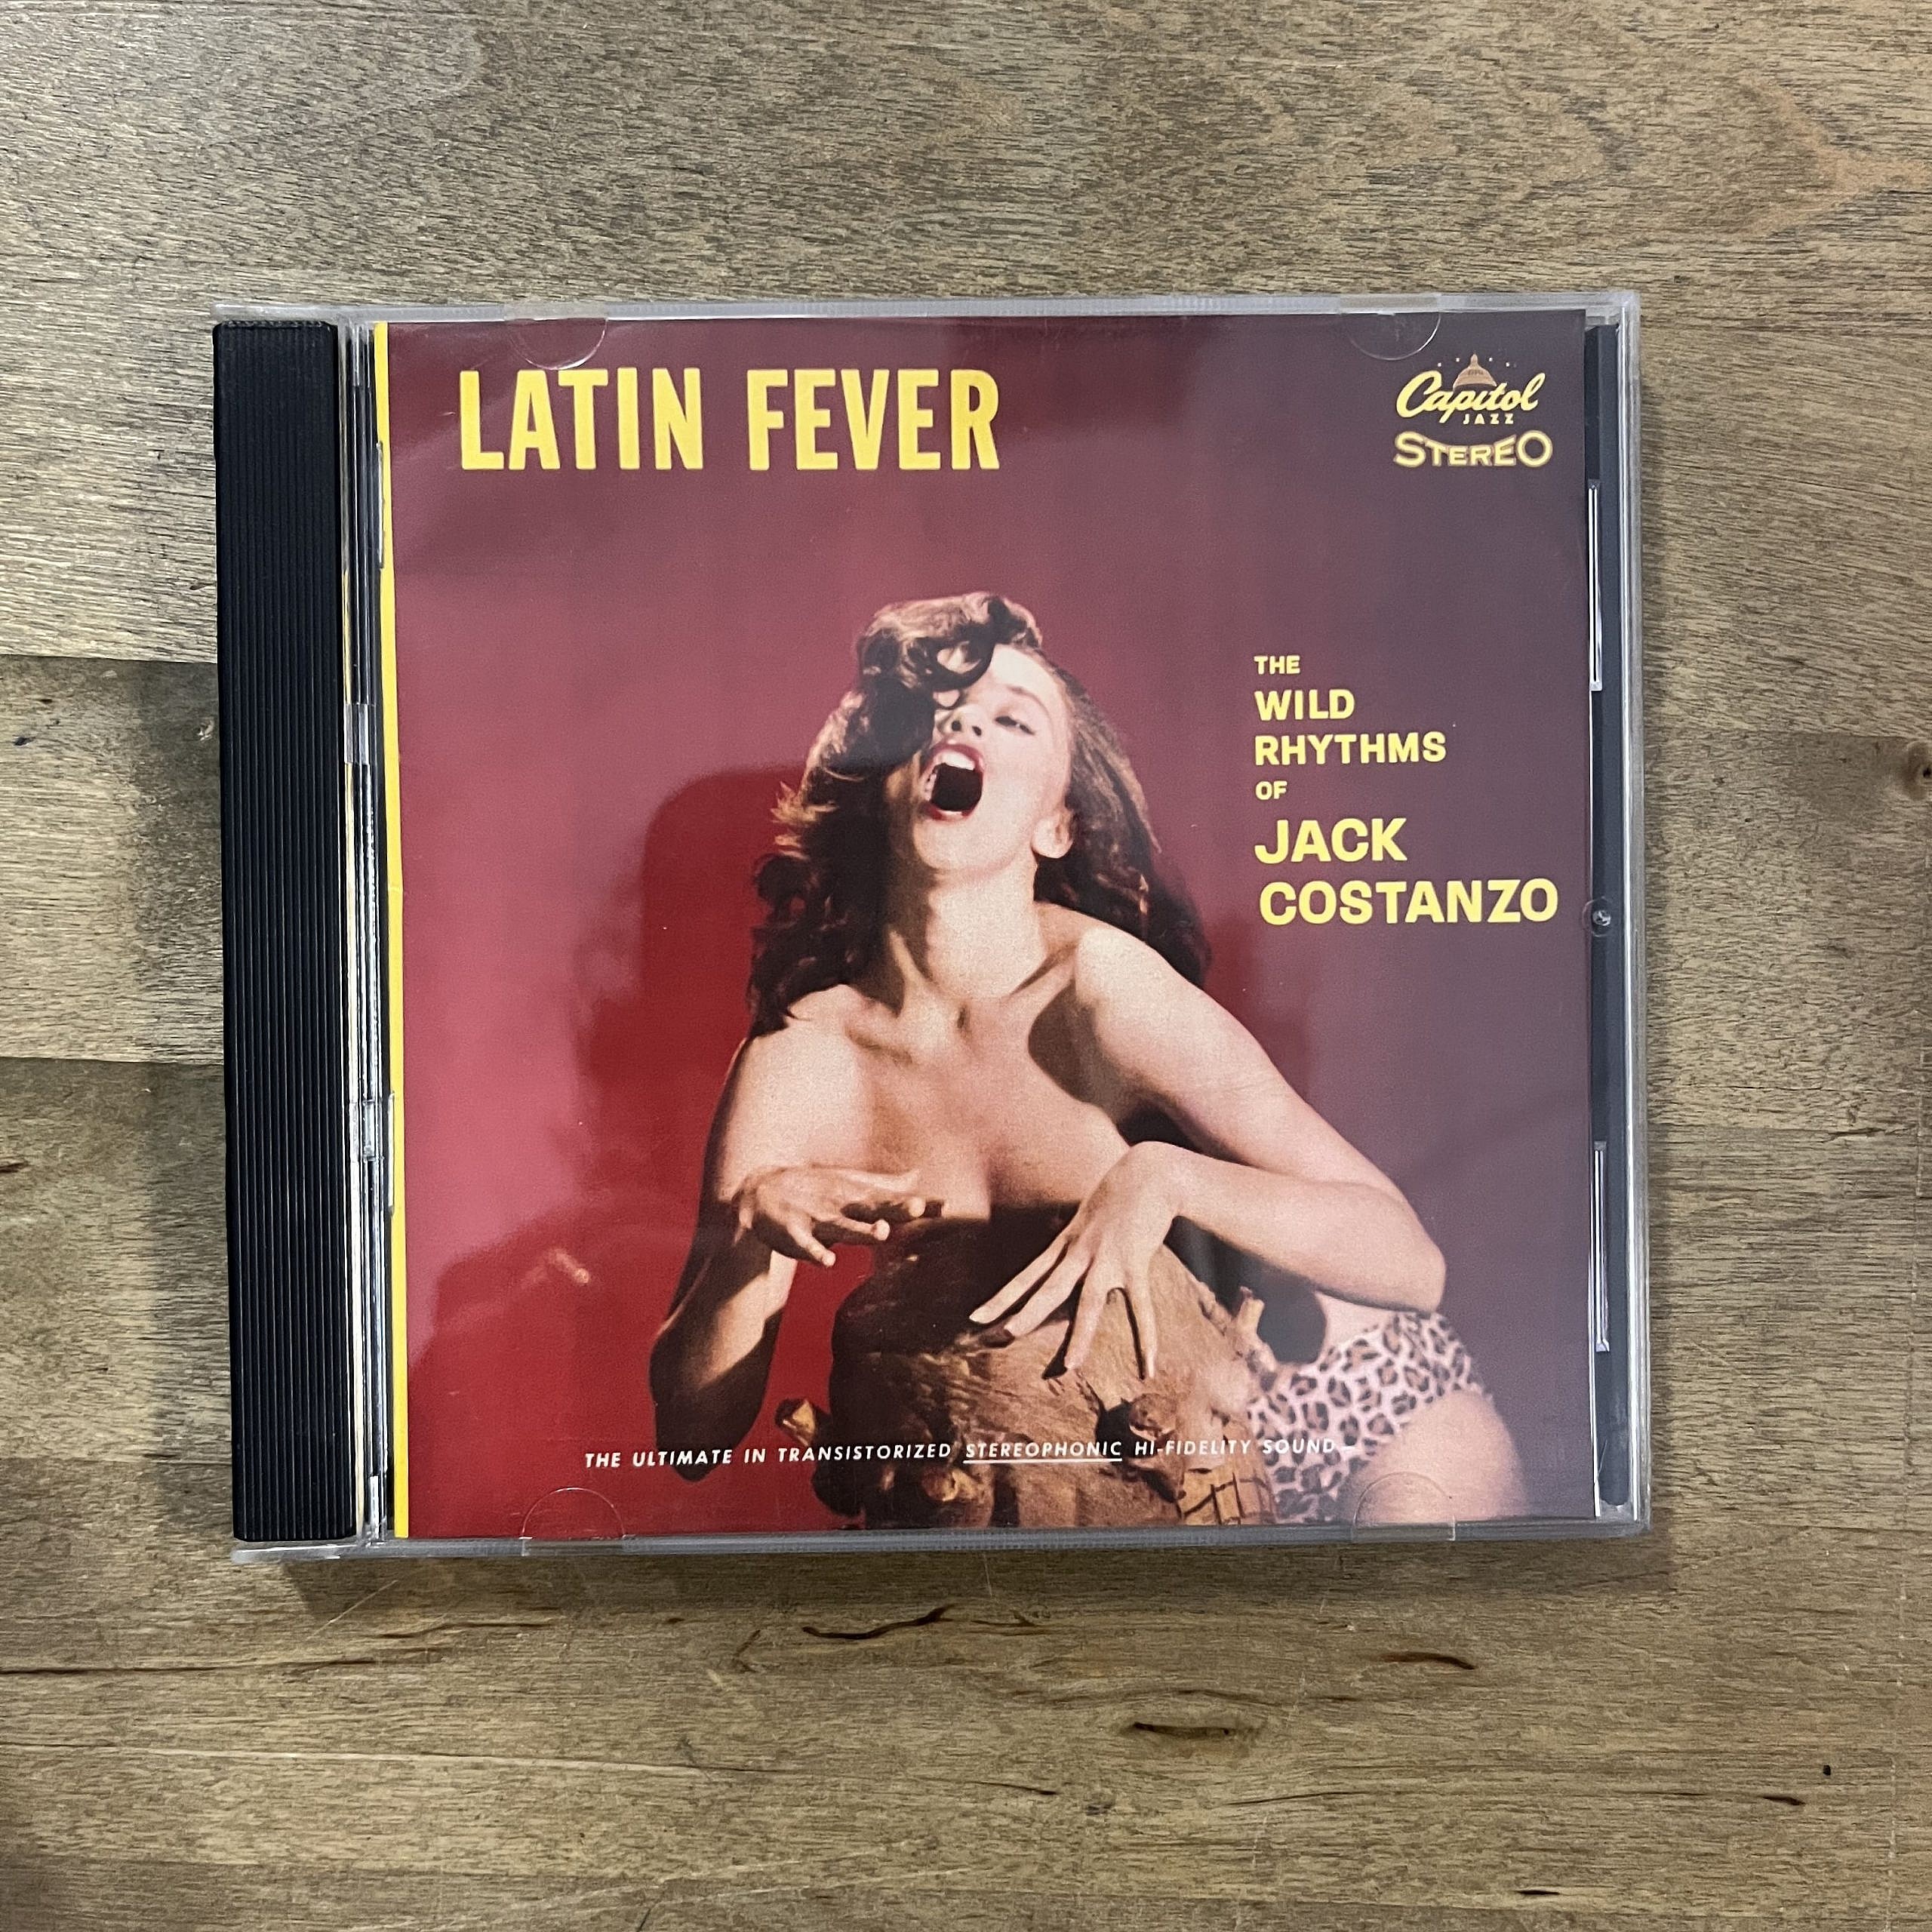 LATIN FEVER
Capitol
JAZZ
STEREO
THE
WILD
RHYTHMS
OF
JACK
COSTANZO
THE ULTIMATE IN TRANSISTORIZED STEREOPHONIC HI-FIDELITY SOUND—